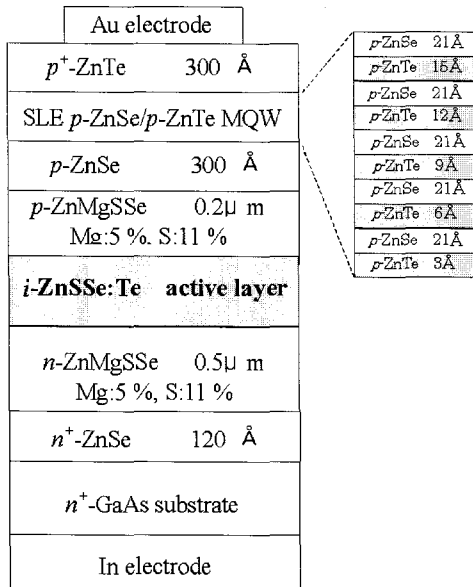 Au electrode
p⁺-ZnTe 300 Å
SLE p-ZnSe/p-ZnTe MQW
p-ZnSe 300 Å
p-ZnMgSSe 0.2μ m
Mg:5 %. S:11 %
i-ZnSSe:Te active layer
n-ZnMgSSe 0.5μ m
Mg:5 %, S:11 %
n⁺-ZnSe 120 Å
n⁺-GaAs substrate
In electrode
p-ZnSe 21Å
p-ZnTe 15Å
p-ZnSe 21Å
p-ZnTe 12Å
p-ZnSe 21Å
p-ZnTe 9Å
p-ZnSe 21Å
p-ZnTe 6Å
p-ZnSe 21Å
p-ZnTe 3Å